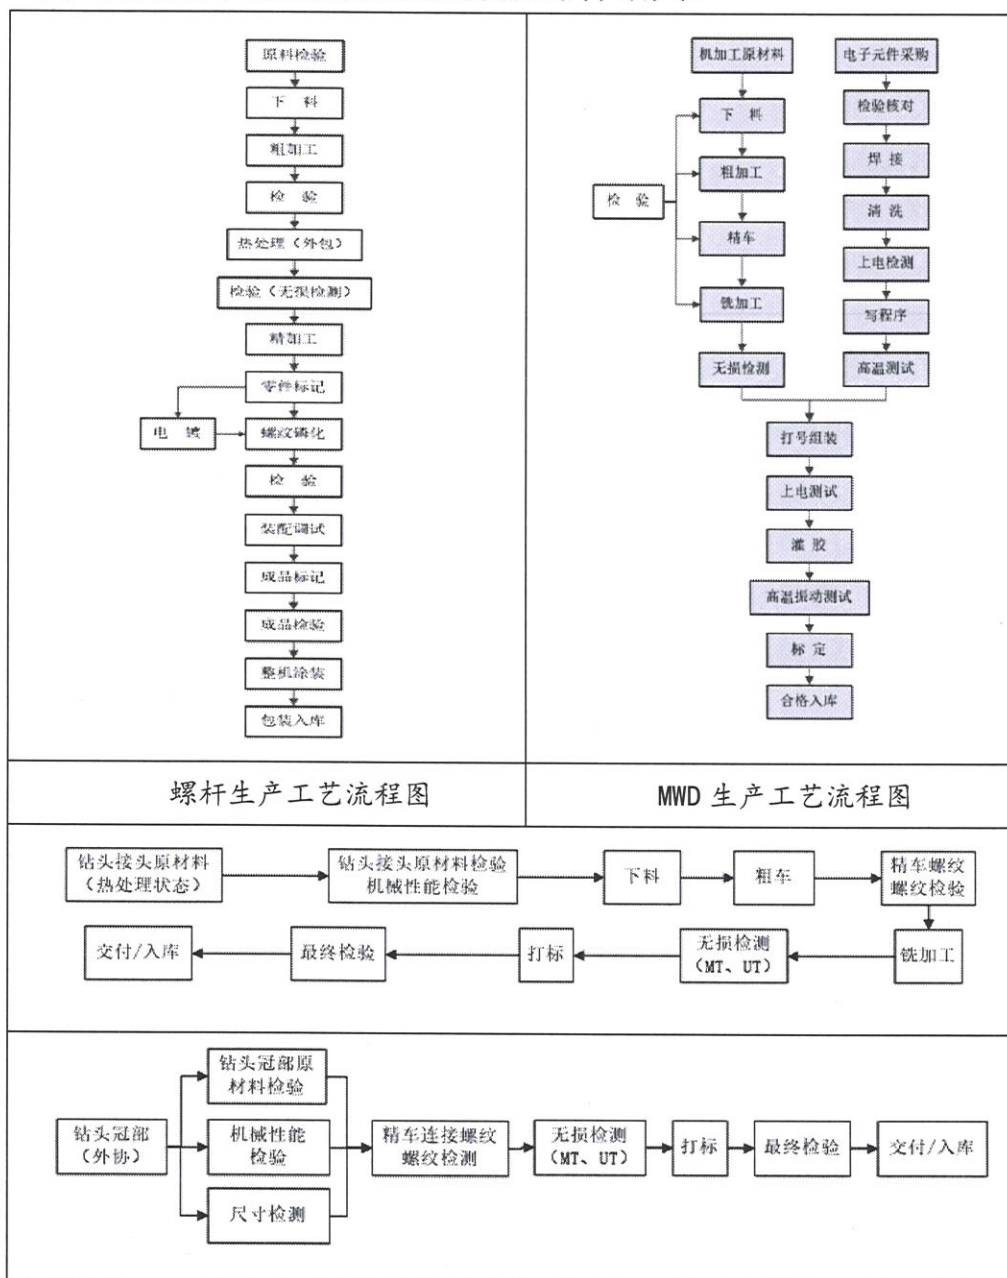 原料检验
下 料
粗加工
检 验
热处理（外包）
检验（无损检测）
精加工
零件标记
电 镀
螺纹磷化
检 验
装配调试
成品标记
成品检验
整机涂装
包装入库
机加工原材料
电子元件采购
下 料
检验核对
粗加工
焊 接
检 验
清 洗
精车
上电检测
铣加工
写程序
无损检测
高温测试
打号组装
上电测试
灌 胶
高温振动测试
标 定
合格入库
螺杆生产工艺流程图
MWD 生产工艺流程图
钻头接头原材料
（热处理状态）
钻头接头原材料检验
机械性能检验
下料
粗车
精车螺纹
螺纹检验
交付/入库
最终检验
打标
无损检测
（MT、UT）
铣加工
钻头冠部原
材料检验
钻头冠部
（外协）
机械性能
检验
尺寸检测
精车连接螺纹
螺纹检测
无损检测
（MT、UT）
打标
最终检验
交付/入库